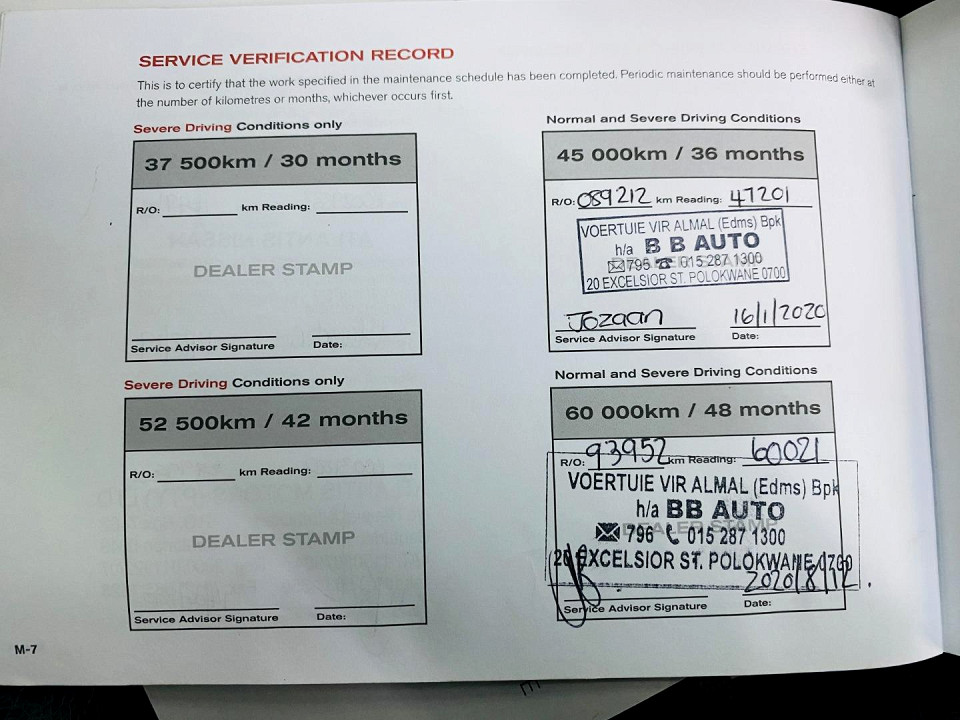 SERVICE VERIFICATION RECORD
This is to certify that the work specified in the maintenance schedule has been completed. Periodic maintenance should be performed either at
the number of kilometres or months, whichever occurs first.
Severe Driving Conditions only
37 500km / 30 months
R/O: km Reading:
DEALER STAMP
Service Advisor Signature Date:
Normal and Severe Driving Conditions
45 000km / 36 months
R/O: 089212 km Reading: 47201
VOERTUIE VIR ALMAL (Edms) Bpk
h/a B B AUTO
796 015 287 1300
20 EXCELSIOR ST. POLOKWANE 0700
Jozaan 16/1/2020
Service Advisor Signature Date:
Severe Driving Conditions only
52 500km / 42 months
R/O: km Reading:
DEALER STAMP
Service Advisor Signature Date:
Normal and Severe Driving Conditions
60 000km / 48 months
R/O: 93952 km Reading: 60021
VOERTUIE VIR ALMAL (Edms) Bpk
h/a BB AUTO
DEALER STAMP
796 015 287 1300
20 EXCELSIOR ST. POLOKWANE 0700
2020/8/12
Service Advisor Signature Date:
M-7